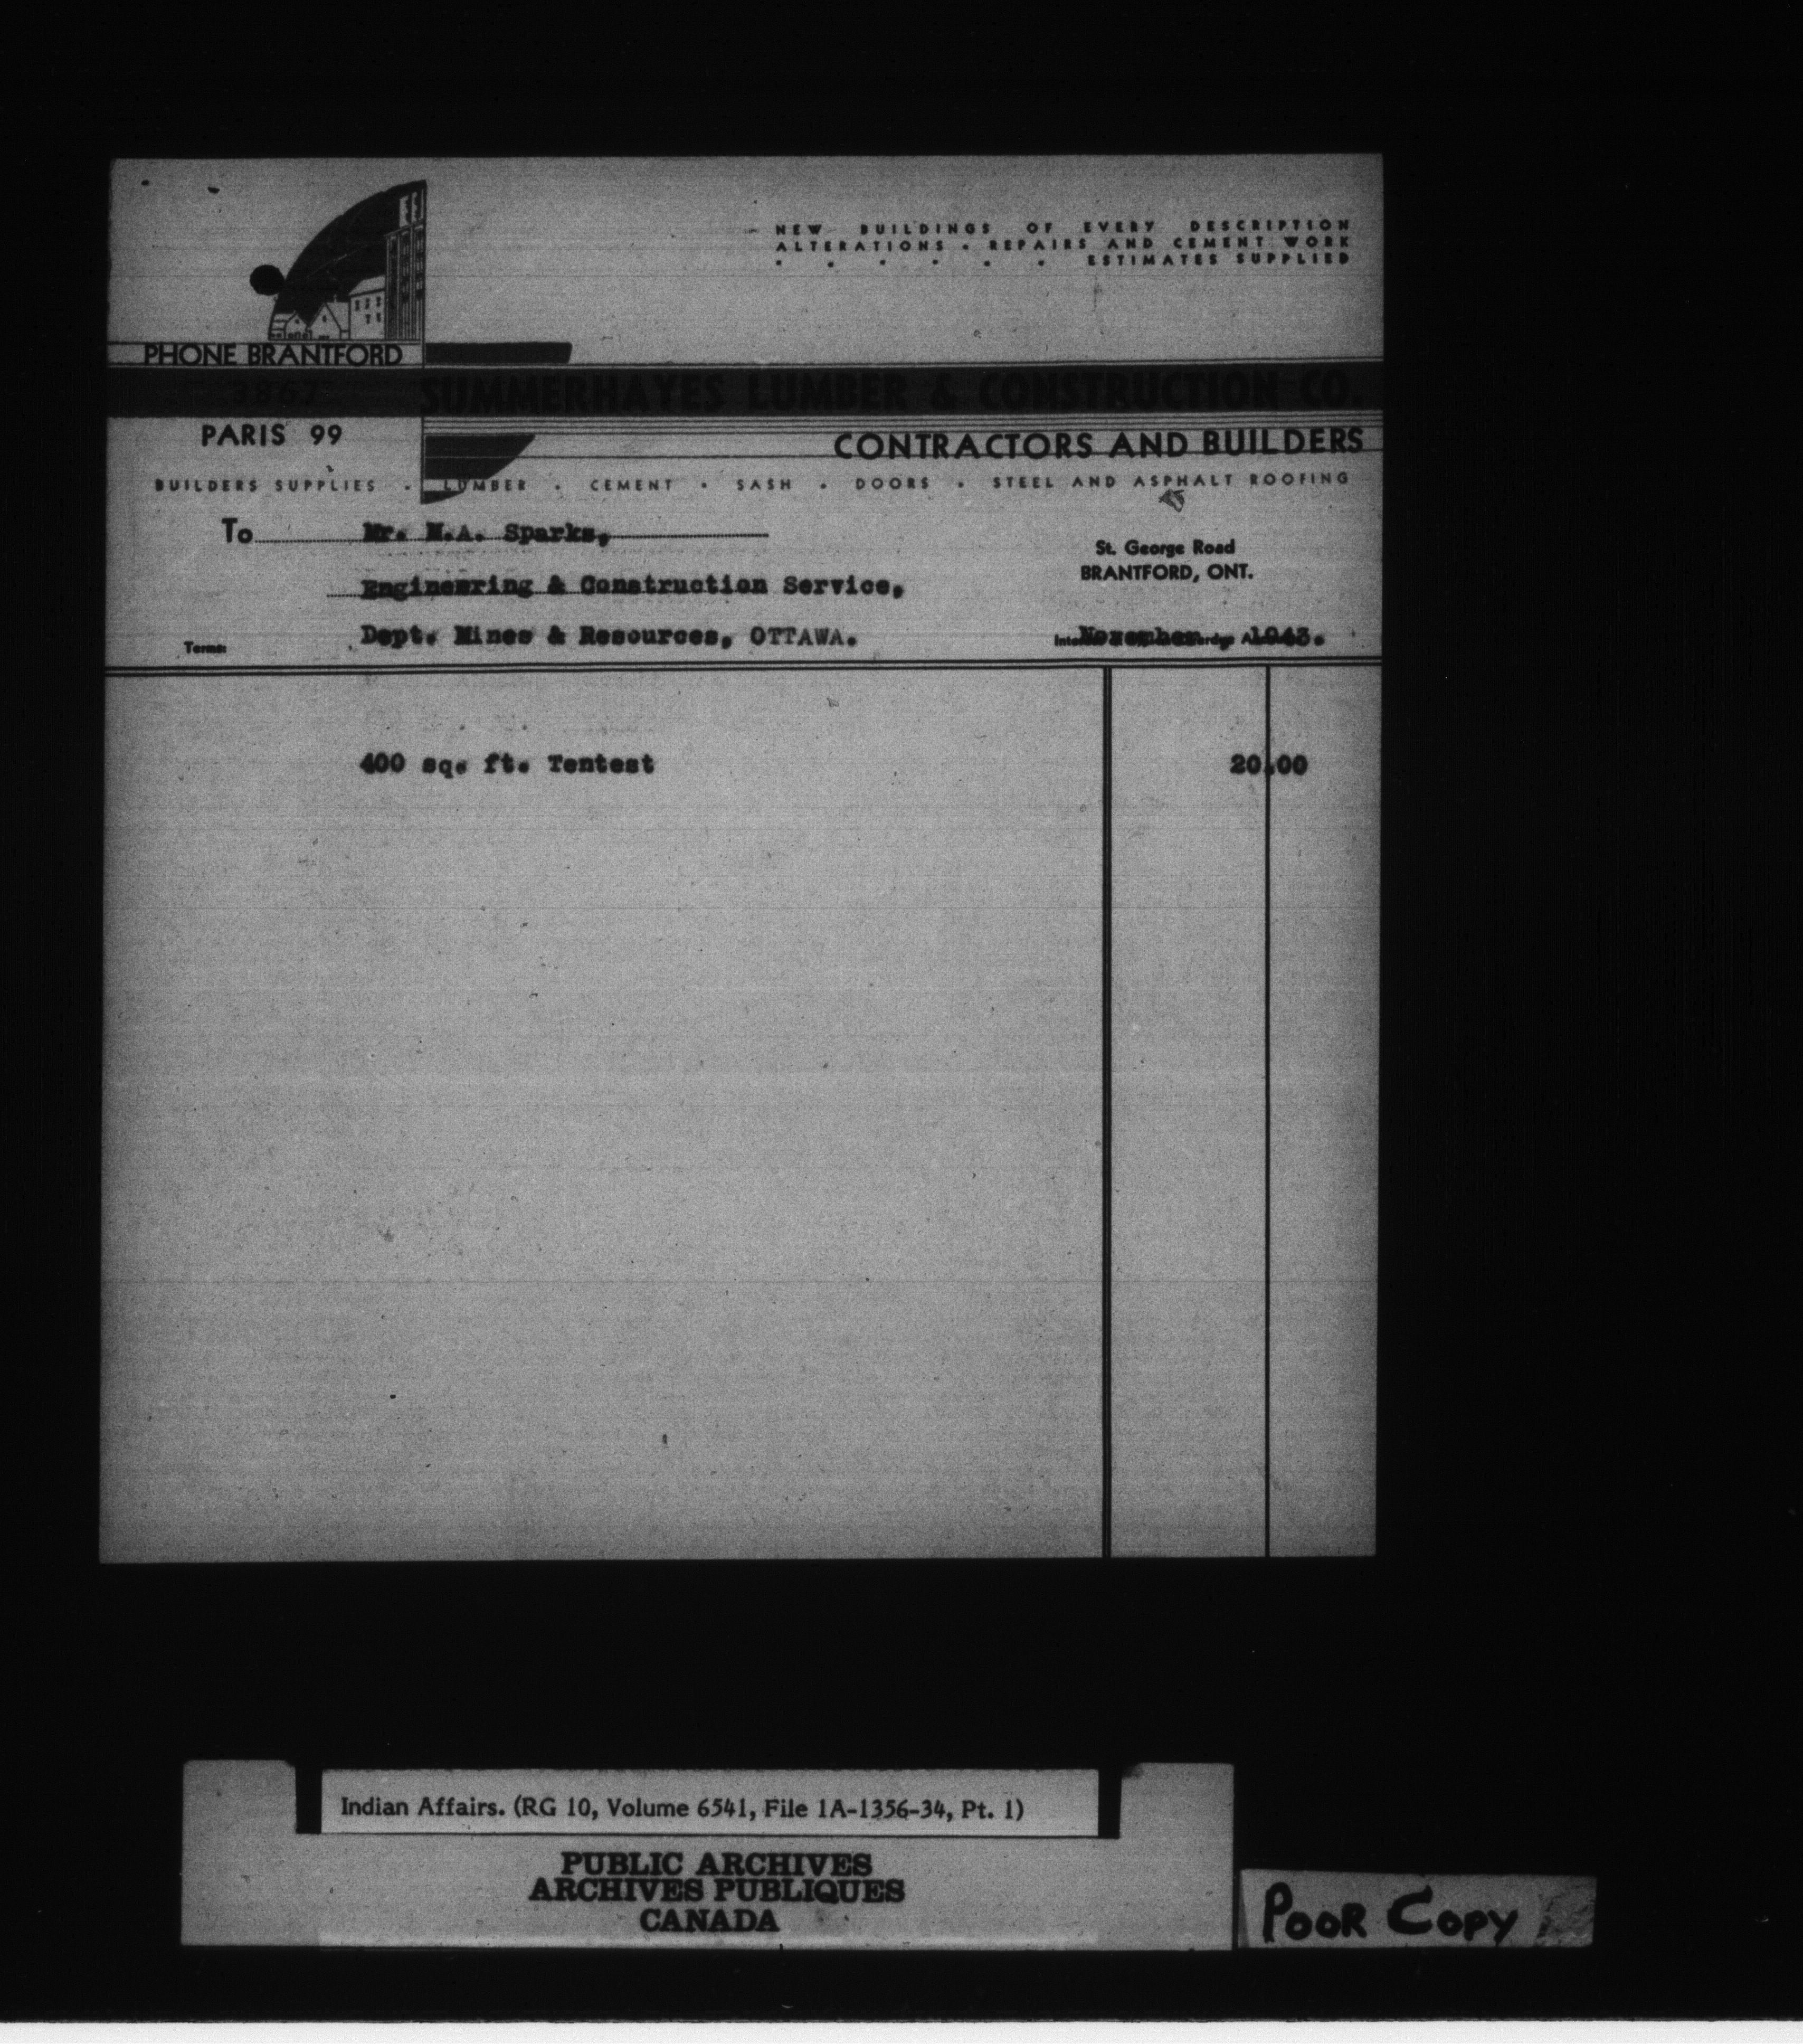 NEW BUILDINGS OF EVERY DESCRIPTION
ALTERATIONS • REPAIRS AND CEMENT WORK
• • • • • • ESTIMATES SUPPLIED
PHONE BRANTFORD
3867
SUMMERHAYES LUMBER & CONSTRUCTION CO.
PARIS 99
CONTRACTORS AND BUILDERS
BUILDERS SUPPLIES • LUMBER • CEMENT • SASH • DOORS • STEEL AND ASPHALT ROOFING
To Mr. N.A. Sparks,
St. George Road
BRANTFORD, ONT.
Engineering & Construction Service,
Dept. Mines & Resources, OTTAWA.
Terms:
November, 1943.
400 sq. ft. Tentest 20.00
Indian Affairs. (RG 10, Volume 6541, File 1A-1356-34, Pt. 1)
PUBLIC ARCHIVES
ARCHIVES PUBLIQUES
CANADA
POOR COPY